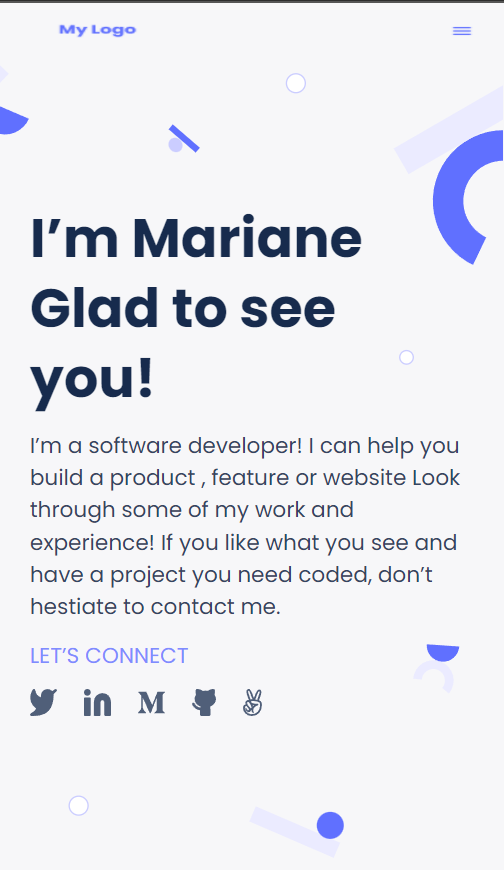 My Logo
I’m Mariane
Glad to see
you!
I’m a software developer! I can help you
build a product , feature or website Look
through some of my work and
experience! If you like what you see and
have a project you need coded, don’t
hestiate to contact me.
LET’S CONNECT